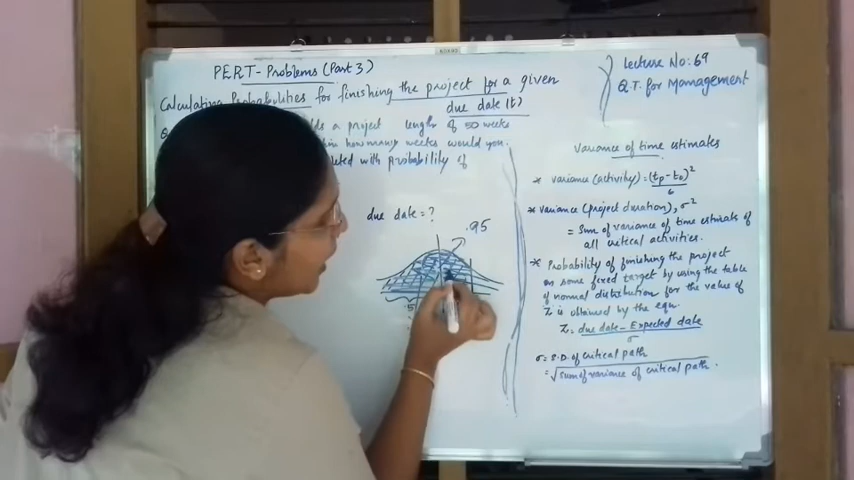 PERT-Problems (Part 3)
Calculating Probabilities for finishing the project for a given
due date (t)
a project length of 50 weeks
in how many weeks would you
with probability of
due date = ?
.95
5
Lecture No: 69
Q.T. for Management
Variance of time estimates
* variance (activity) = (tp - to)²
6
* variance (project duration), σ²
= Sum of variance of time estimates of
all critical activities.
* Probability of finishing the project
on some fixed target by using the table
of normal distribution for the value of
Z is obtained by the equn.
Z = due date - Expected date
σ
σ = S.D. of critical path
= √sum of variance of critical path.